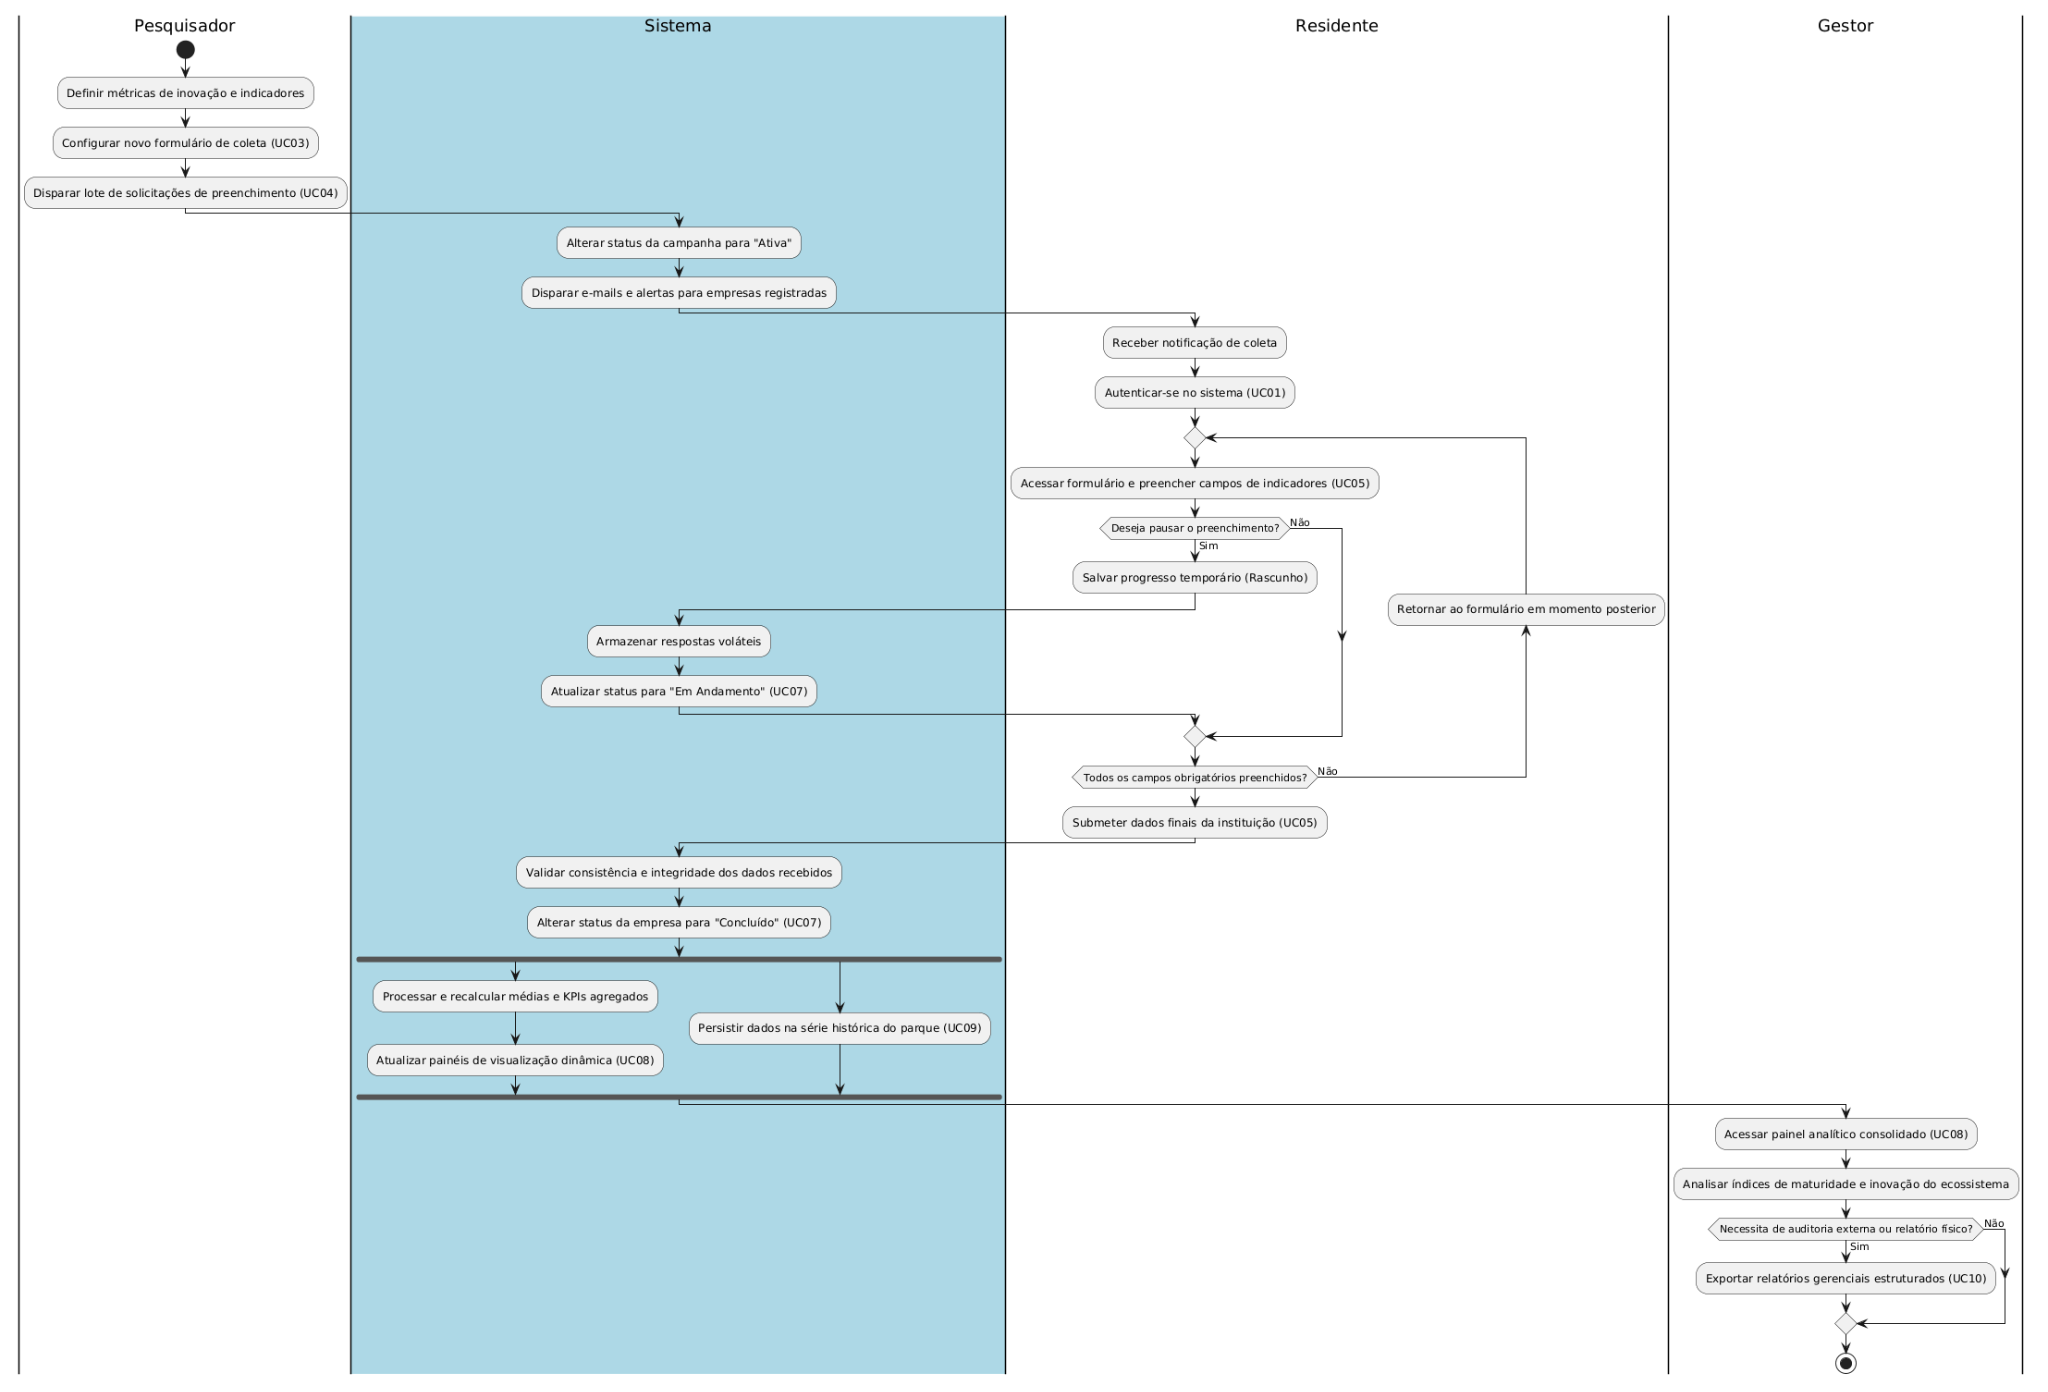 Pesquisador
Sistema
Residente
Gestor
Definir métricas de inovação e indicadores
Configurar novo formulário de coleta (UC03)
Disparar lote de solicitações de preenchimento (UC04)
Alterar status da campanha para "Ativa"
Disparar e-mails e alertas para empresas registradas
Receber notificação de coleta
Autenticar-se no sistema (UC01)
Acessar formulário e preencher campos de indicadores (UC05)
Deseja pausar o preenchimento?
Não
Sim
Salvar progresso temporário (Rascunho)
Retornar ao formulário em momento posterior
Armazenar respostas voláteis
Atualizar status para "Em Andamento" (UC07)
Todos os campos obrigatórios preenchidos?
Não
Submeter dados finais da instituição (UC05)
Validar consistência e integridade dos dados recebidos
Alterar status da empresa para "Concluído" (UC07)
Processar e recalcular médias e KPIs agregados
Persistir dados na série histórica do parque (UC09)
Atualizar painéis de visualização dinâmica (UC08)
Acessar painel analítico consolidado (UC08)
Analisar índices de maturidade e inovação do ecossistema
Necessita de auditoria externa ou relatório físico?
Não
Sim
Exportar relatórios gerenciais estruturados (UC10)